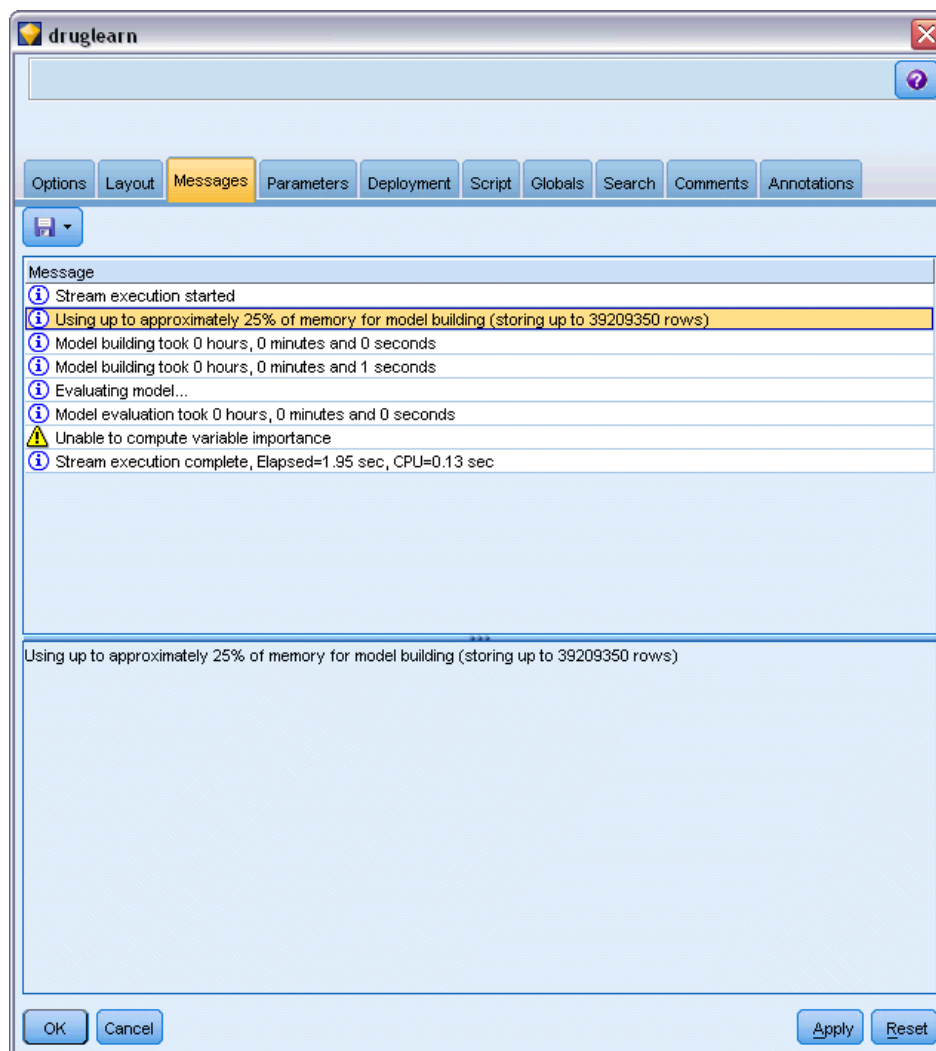 druglearn
Options Layout Messages Parameters Deployment Script Globals Search Comments Annotations
Message
Stream execution started
Using up to approximately 25% of memory for model building (storing up to 39209350 rows)
Model building took 0 hours, 0 minutes and 0 seconds
Model building took 0 hours, 0 minutes and 1 seconds
Evaluating model...
Model evaluation took 0 hours, 0 minutes and 0 seconds
Unable to compute variable importance
Stream execution complete, Elapsed=1.95 sec, CPU=0.13 sec
Using up to approximately 25% of memory for model building (storing up to 39209350 rows)
OK Cancel Apply Reset